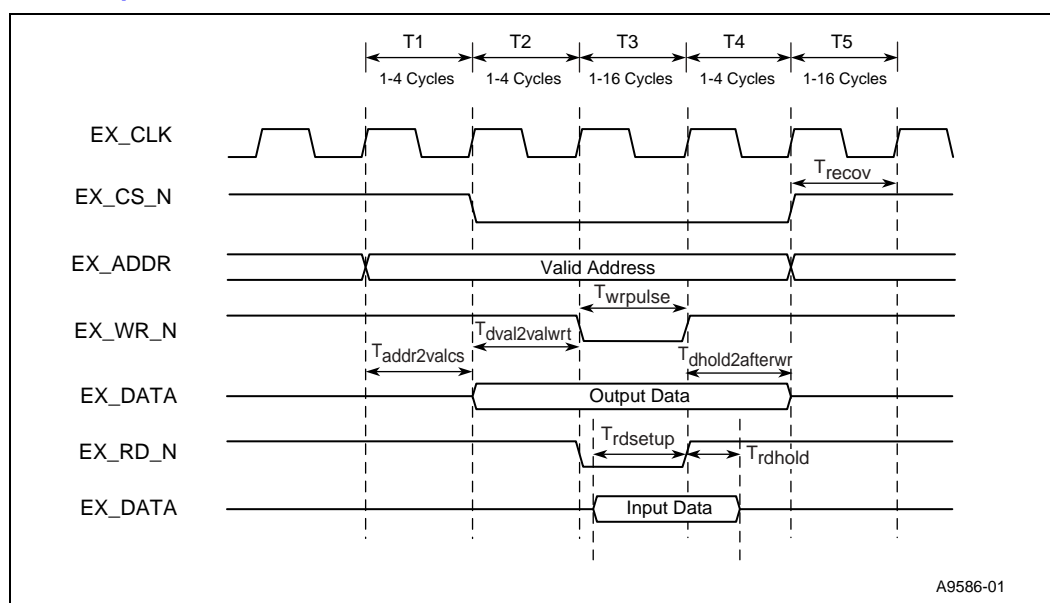 T1 T2 T3 T4 T5
1-4 Cycles 1-4 Cycles 1-16 Cycles 1-4 Cycles 1-16 Cycles
EX_CLK
Trecov
EX_CS_N
EX_ADDR
Valid Address
Twrpulse
EX_WR_N
Tdval2valwrt
Taddr2valcs
Tdhold2afterwr
EX_DATA
Output Data
EX_RD_N
Trdsetup
Trdhold
EX_DATA
Input Data
A9586-01